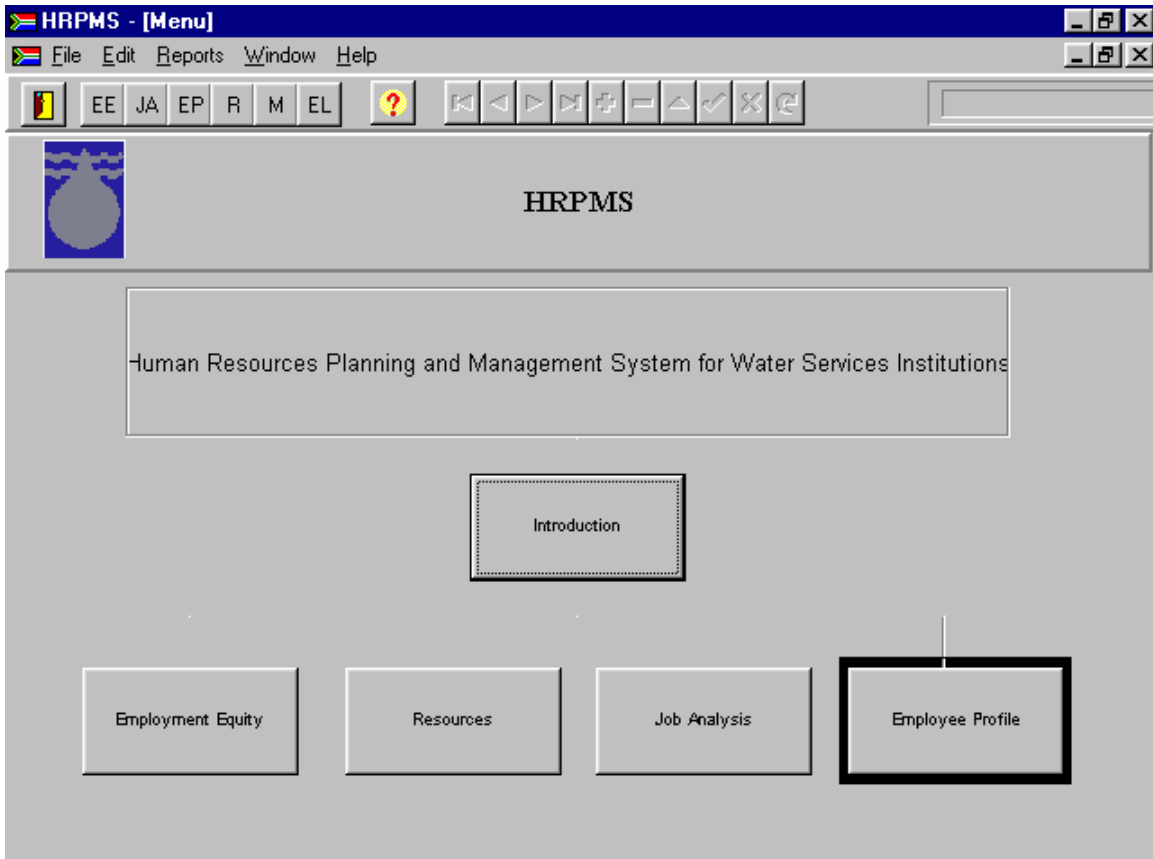 HRPMS - [Menu]
File Edit Reports Window Help
EE JA EP R M EL ?
HRPMS
Human Resources Planning and Management System for Water Services Institutions
Introduction
Employment Equity Resources Job Analysis Employee Profile